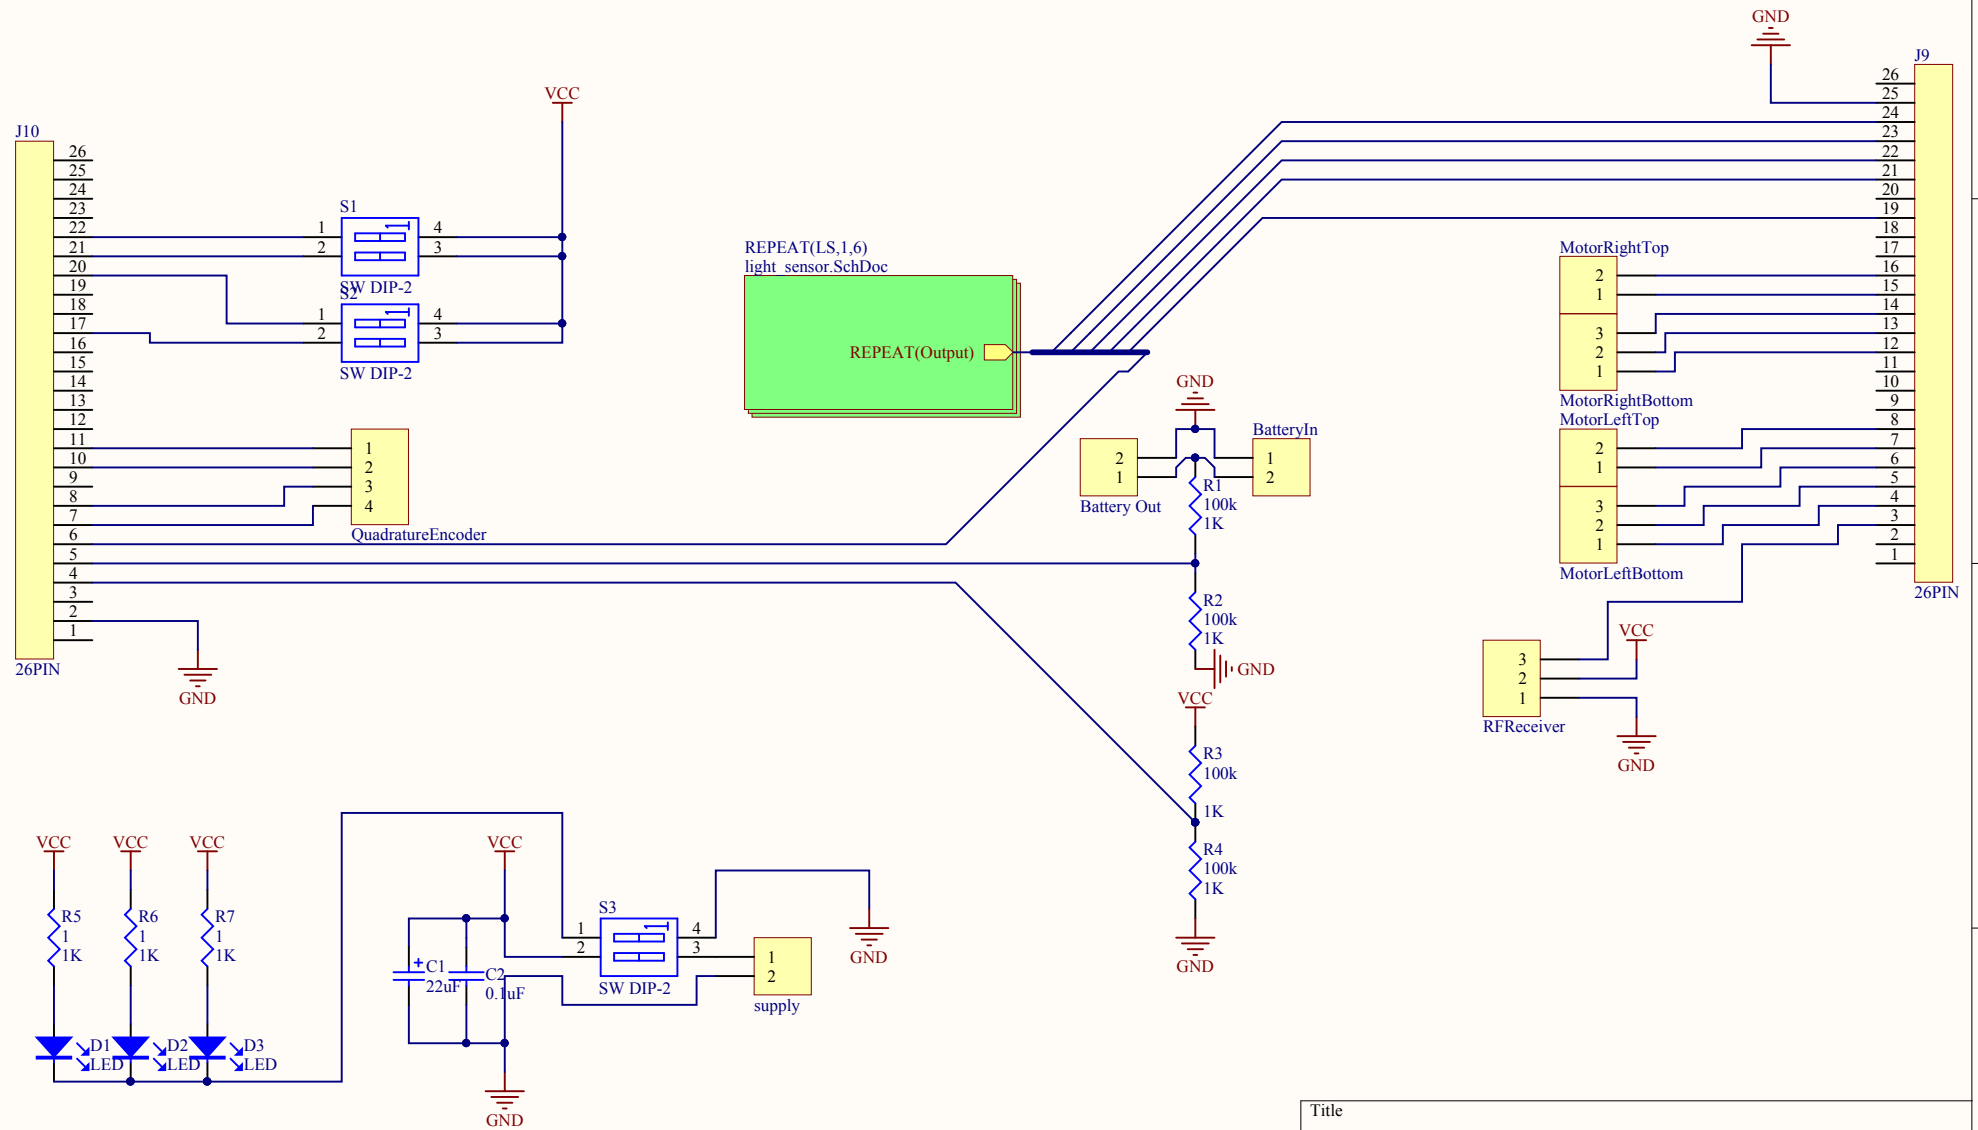 GND
J9
26
25
24
23
22
21
20
19
18
17
16
15
14
13
12
11
10
9
8
7
6
5
4
3
2
1
26PIN
VCC
J10
26
25
24
23
22
21
20
19
18
17
16
15
14
13
12
11
10
9
8
7
6
5
4
3
2
1
26PIN
GND
S1
1
2
4
3
1
SW DIP-2
S2
1
2
4
3
1
SW DIP-2
1
2
3
4
QuadratureEncoder
REPEAT(LS,1,6)
light_sensor.SchDoc
REPEAT(Output)
GND
BatteryIn
2
1
1
2
Battery Out
R1
100k
1K
R2
100k
1K
GND
VCC
R3
100k
1K
R4
100k
1K
GND
MotorRightTop
2
1
3
2
1
MotorRightBottom
MotorLeftTop
2
1
3
2
1
MotorLeftBottom
VCC
3
2
1
RFReceiver
GND
VCC
VCC
VCC
R5
1
1K
R6
1
1K
R7
1
1K
D1
LED
D2
LED
D3
LED
VCC
+
C1
22uF
C2
0.1uF
GND
S3
1
2
4
3
1
SW DIP-2
1
2
supply
GND
Title